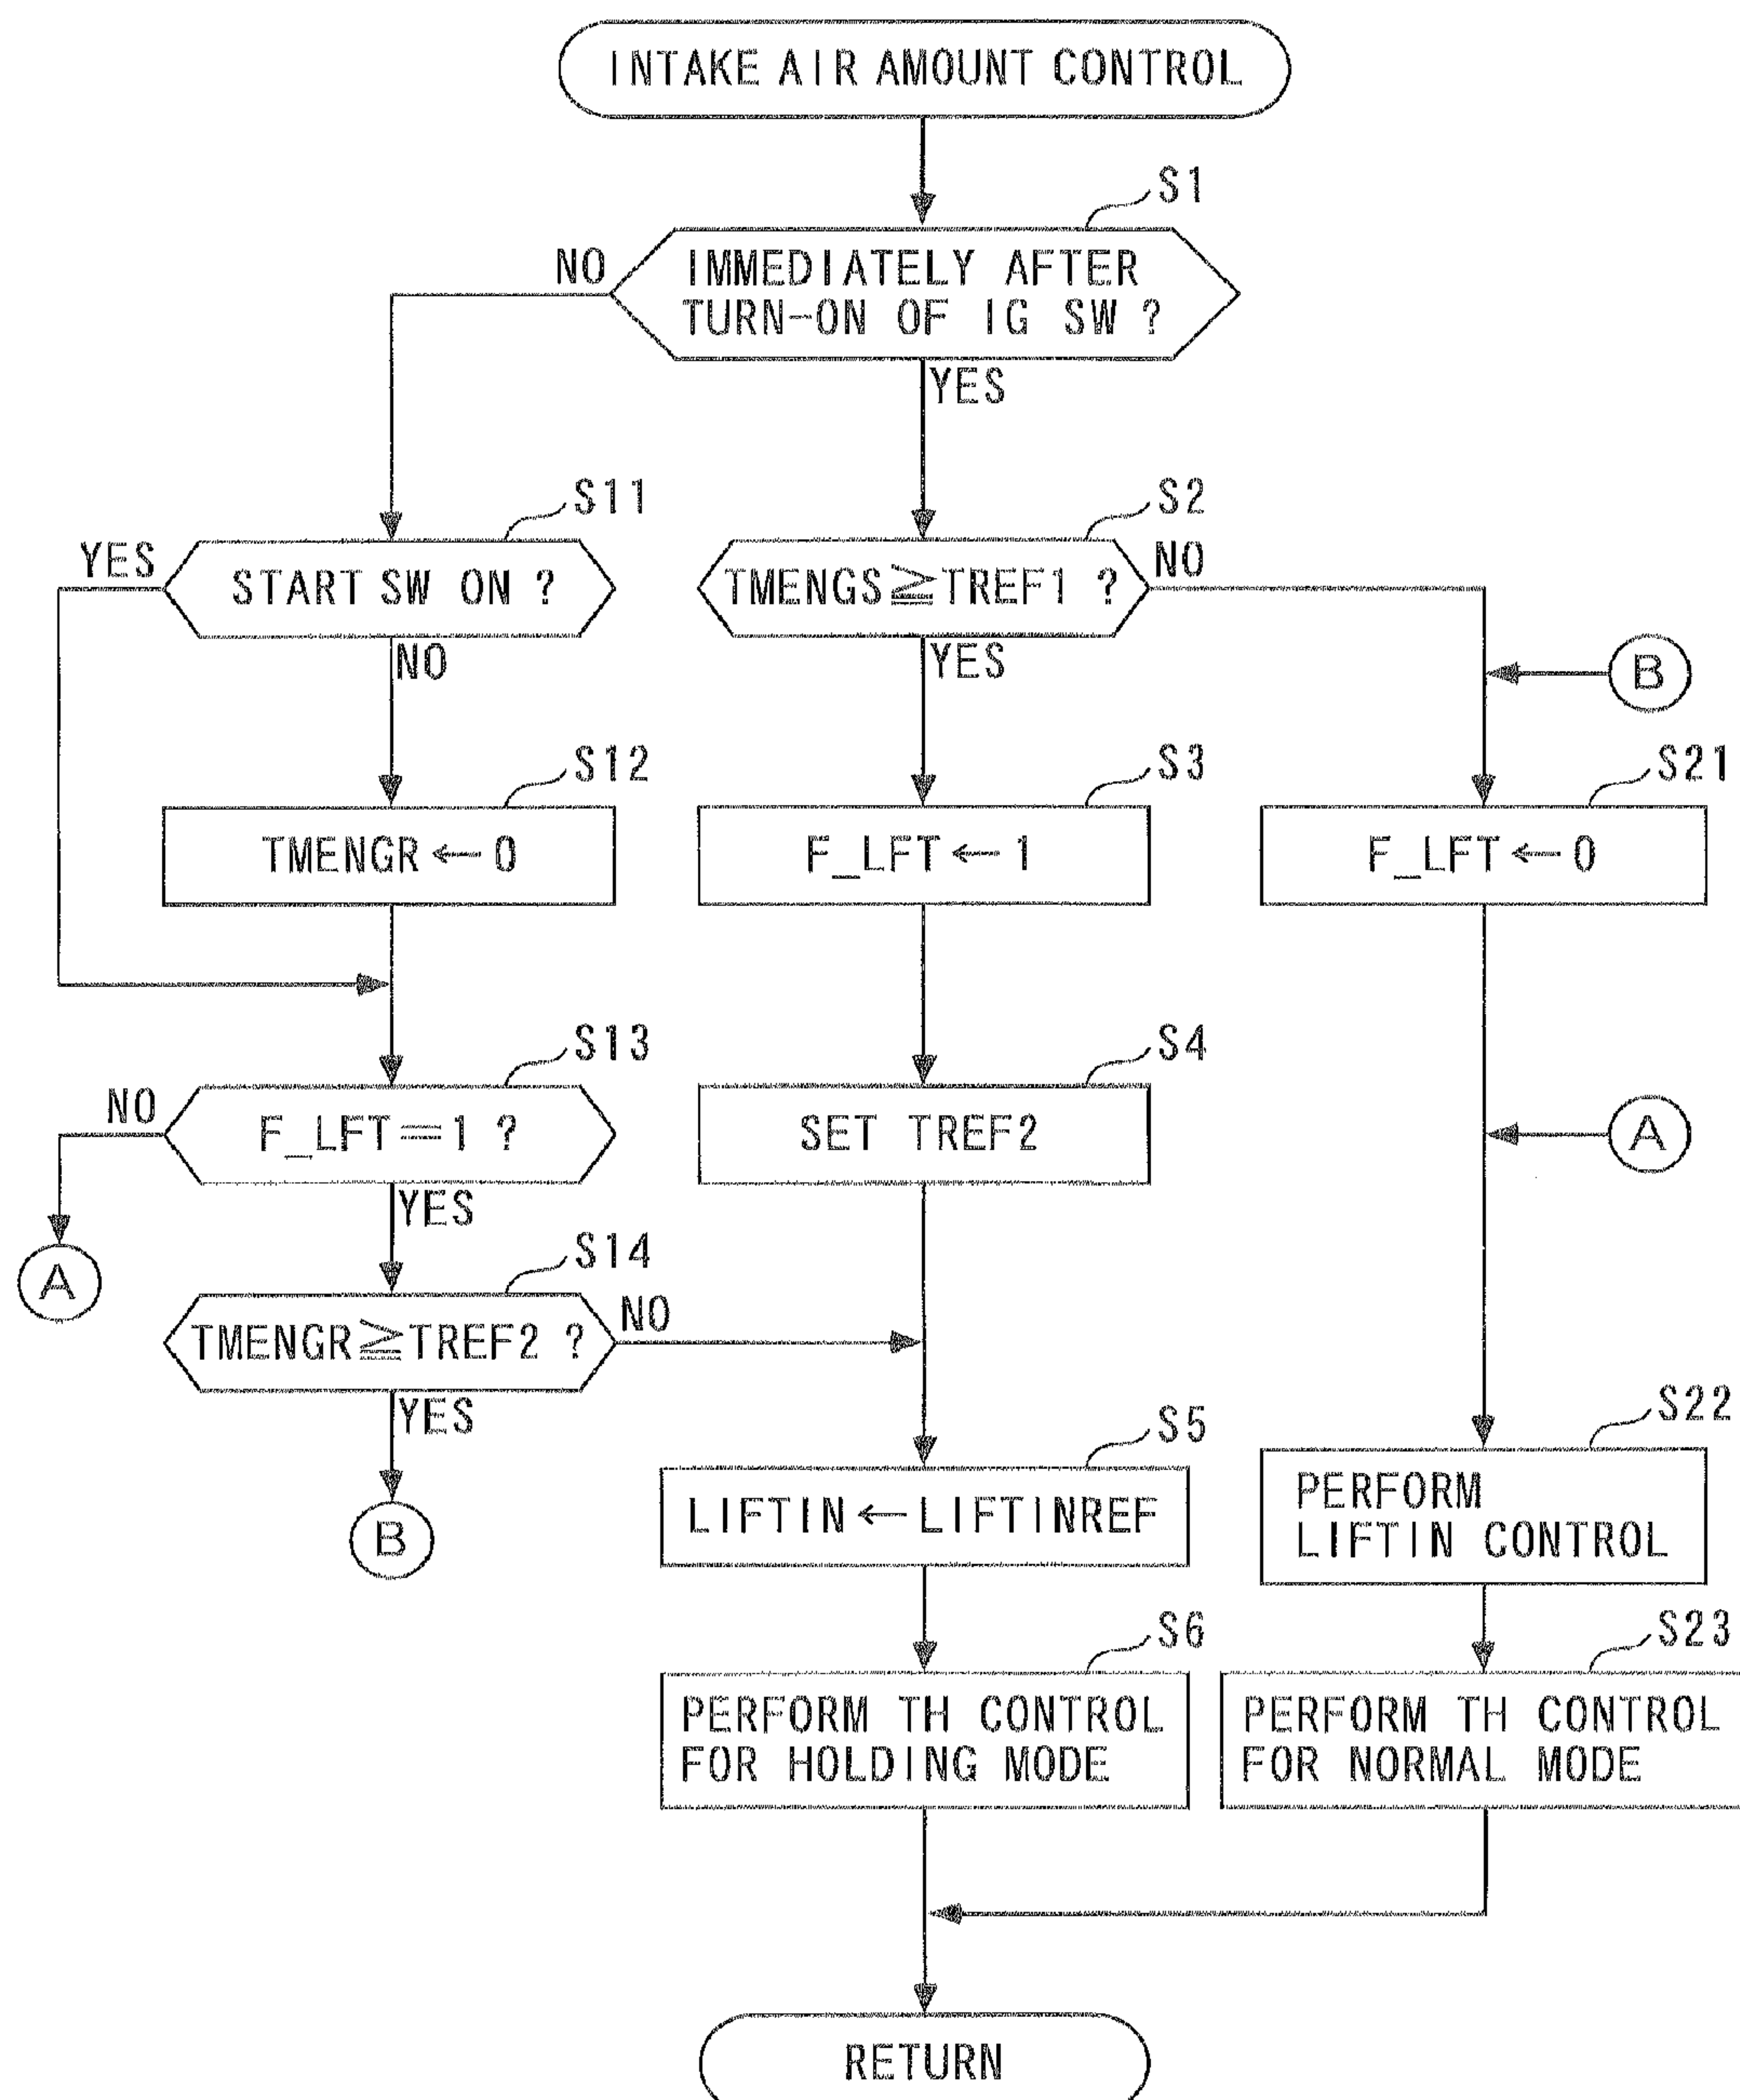 INTAKE AIR AMOUNT CONTROL
S1
IMMEDIATELY AFTER
TURN-ON OF IG SW ?
NO
YES
S11
START SW ON ?
YES
NO
S2
TMENGS≧TREF1 ?
NO
YES
B
S12
TMENGR←0
S3
F_LFT←1
S21
F_LFT←0
S13
F_LFT=1 ?
NO
YES
S4
SET TREF2
A
A
S14
TMENGR≧TREF2 ?
NO
YES
B
S5
LIFTIN←LIFTINREF
S22
PERFORM
LIFTIN CONTROL
S6
PERFORM TH CONTROL
FOR HOLDING MODE
S23
PERFORM TH CONTROL
FOR NORMAL MODE
RETURN